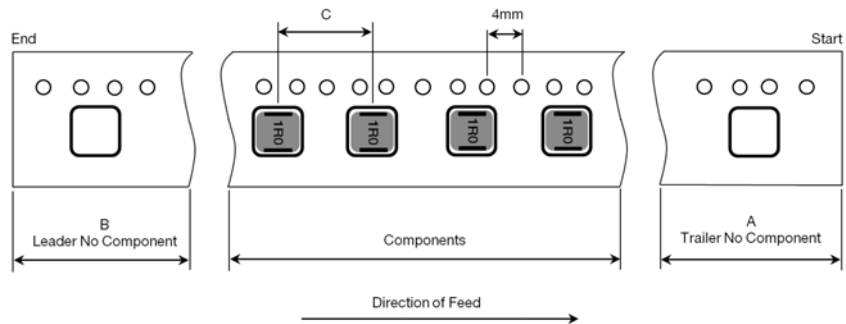 C
4mm
End
Start
1R0
1R0
1R0
1R0
B
Leader No Component
Components
A
Trailer No Component
Direction of Feed